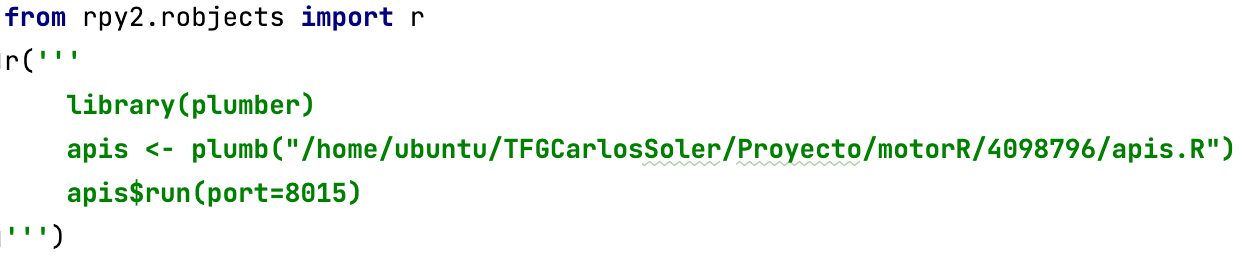 from rpy2.robjects import r
r('''
library(plumber)
apis <- plumb("/home/ubuntu/TFGCarlosSoler/Proyecto/motorR/4098796/apis.R")
apis$run(port=8015)
''')